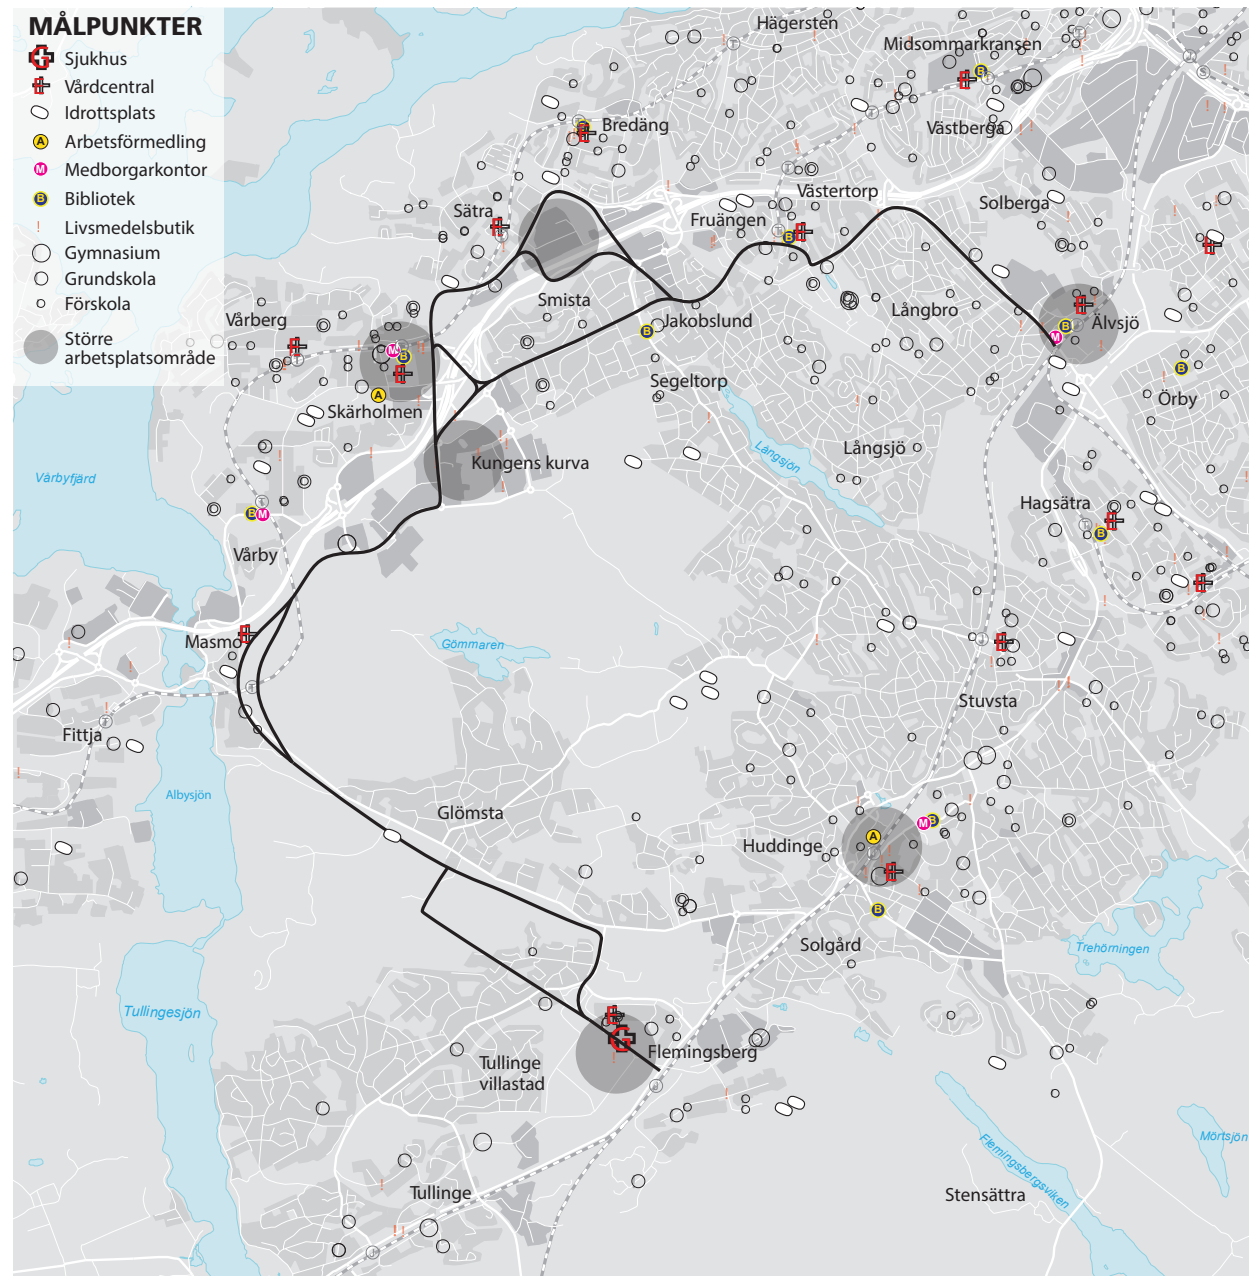 MÅLPUNKTER
Sjukhus
Vårdcentral
Idrottsplats
A Arbetsförmedling
M Medborgarkontor
B Bibliotek
! Livsmedelsbutik
Gymnasium
Grundskola
Förskola
Större
arbetsplatsområde
Hägersten
Midsommarkransen
Bredäng
Västberga
Västertorp
Sätra
Fruängen
Solberga
Smista
Långbro
Vårberg
Jakobslund
Älvsjö
Segeltorp
Skärholmen
Örby
Långsjö
Långsjön
Kungens kurva
Vårbyfjärd
Hagsätra
Vårby
Masmo
Gömmaren
Stuvsta
Fittja
Albysjön
Glömsta
Huddinge
Solgård
Trehörningen
Tullingesjön
Flemingsberg
Tullinge
villastad
Flemingsbergsviken
Mörtsjön
Tullinge
Stensättra